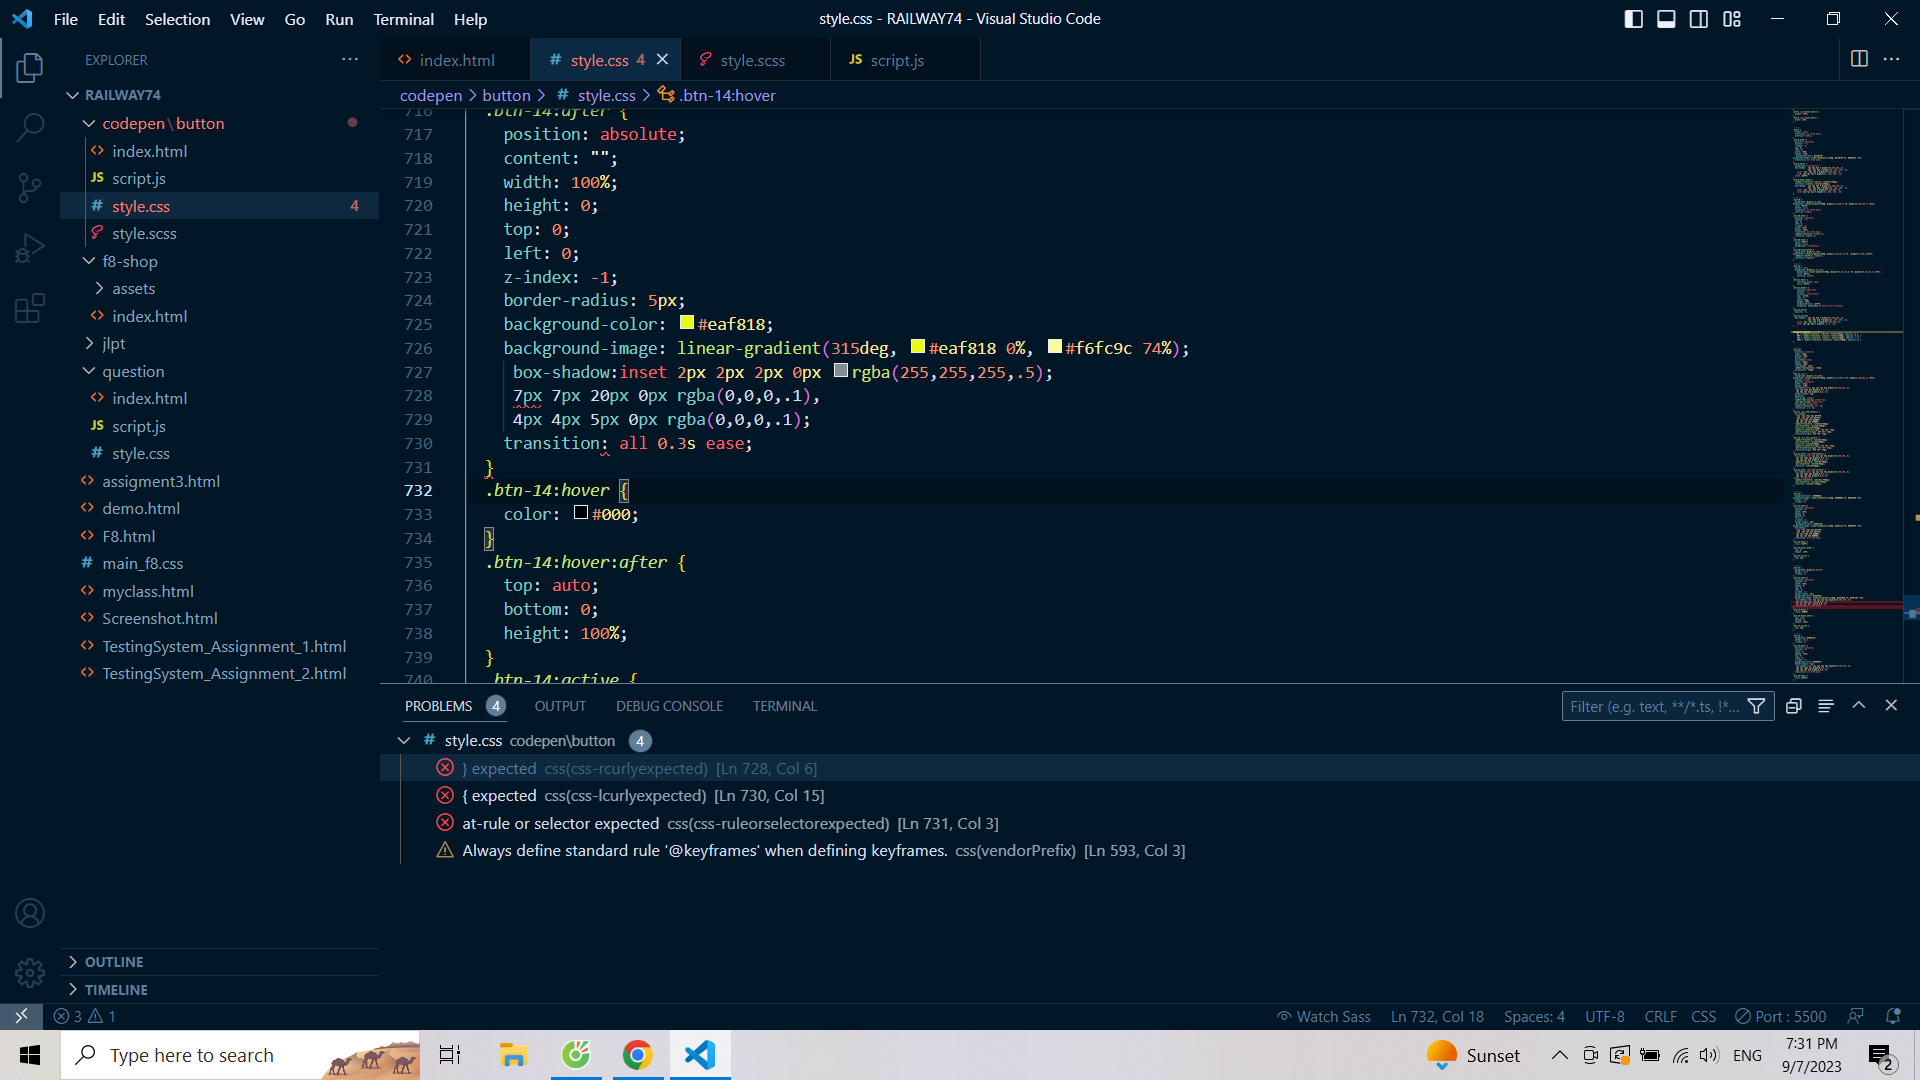 File Edit Selection View Go Run Terminal Help
style.css - RAILWAY74 - Visual Studio Code
EXPLORER
RAILWAY74
codepen\button
index.html
script.js
style.css 4
style.scss
f8-shop
assets
index.html
jlpt
question
index.html
script.js
style.css
assigment3.html
demo.html
F8.html
main_f8.css
myclass.html
Screenshot.html
TestingSystem_Assignment_1.html
TestingSystem_Assignment_2.html
OUTLINE
TIMELINE
index.html
style.css 4
style.scss
script.js
codepen > button > style.css > .btn-14:hover
716 .btn-14:after {
717 position: absolute;
718 content: "";
719 width: 100%;
720 height: 0;
721 top: 0;
722 left: 0;
723 z-index: -1;
724 border-radius: 5px;
725 background-color: #eaf818;
726 background-image: linear-gradient(315deg, #eaf818 0%, #f6fc9c 74%);
727 box-shadow:inset 2px 2px 2px 0px rgba(255,255,255,.5);
728 7px 7px 20px 0px rgba(0,0,0,.1),
729 4px 4px 5px 0px rgba(0,0,0,.1);
730 transition: all 0.3s ease;
731 }
732 .btn-14:hover {
733 color: #000;
734 }
735 .btn-14:hover:after {
736 top: auto;
737 bottom: 0;
738 height: 100%;
739 }
740 .btn-14:active {
PROBLEMS 4 OUTPUT DEBUG CONSOLE TERMINAL
Filter (e.g. text, **/*.ts, !*...
style.css codepen\button 4
} expected css(css-rcurlyexpected) [Ln 728, Col 6]
{ expected css(css-lcurlyexpected) [Ln 730, Col 15]
at-rule or selector expected css(css-ruleorselectorexpected) [Ln 731, Col 3]
Always define standard rule '@keyframes' when defining keyframes. css(vendorPrefix) [Ln 593, Col 3]
3 1
Watch Sass Ln 732, Col 18 Spaces: 4 UTF-8 CRLF CSS Port : 5500
Type here to search
Sunset
ENG
7:31 PM
9/7/2023
2